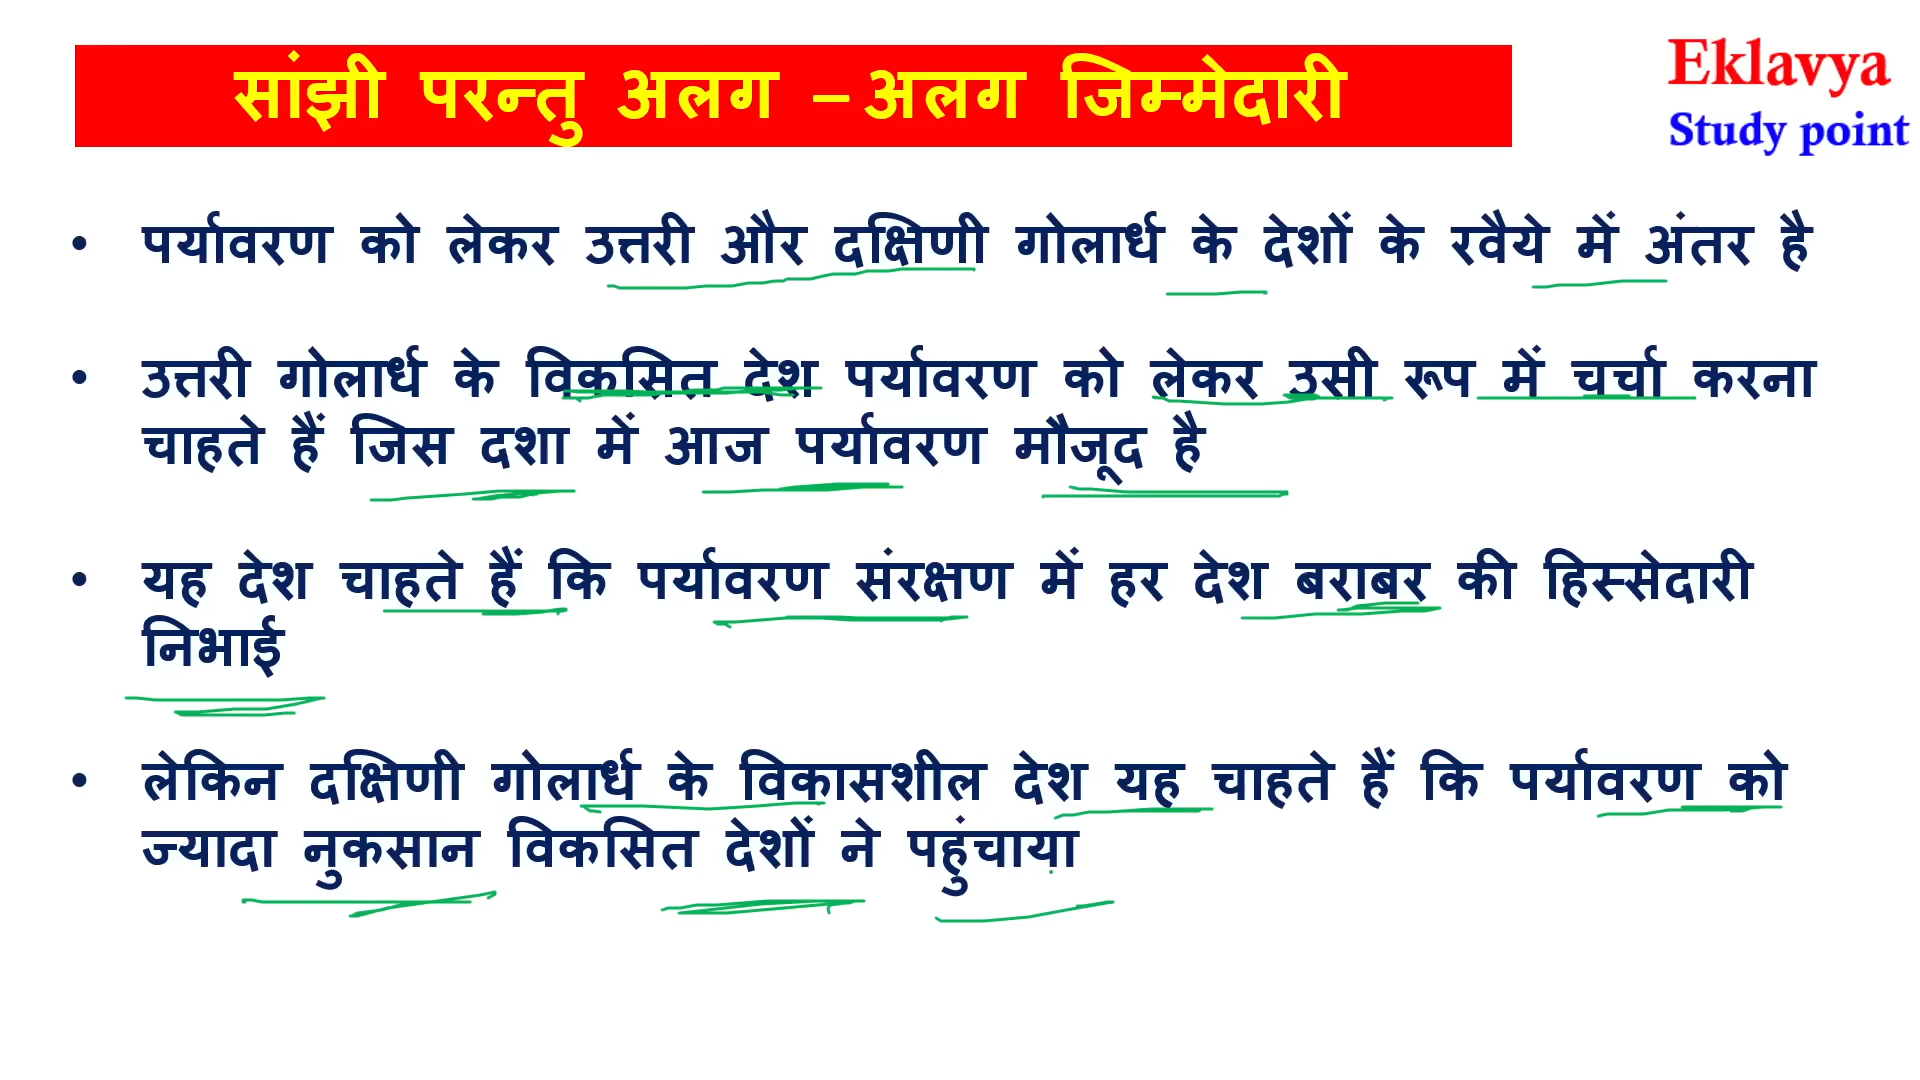 सांझी परन्तु अलग – अलग जिम्मेदारी
Eklavya
Study point
• पर्यावरण को लेकर उत्तरी और दक्षिणी गोलार्ध के देशों के रवैये में अंतर है
• उत्तरी गोलार्ध के विकसित देश पर्यावरण को लेकर उसी रूप में चर्चा करना
चाहते हैं जिस दशा में आज पर्यावरण मौजूद है
• यह देश चाहते हैं कि पर्यावरण संरक्षण में हर देश बराबर की हिस्सेदारी
निभाई
• लेकिन दक्षिणी गोलार्ध के विकासशील देश यह चाहते हैं कि पर्यावरण को
ज्यादा नुकसान विकसित देशों ने पहुंचाया